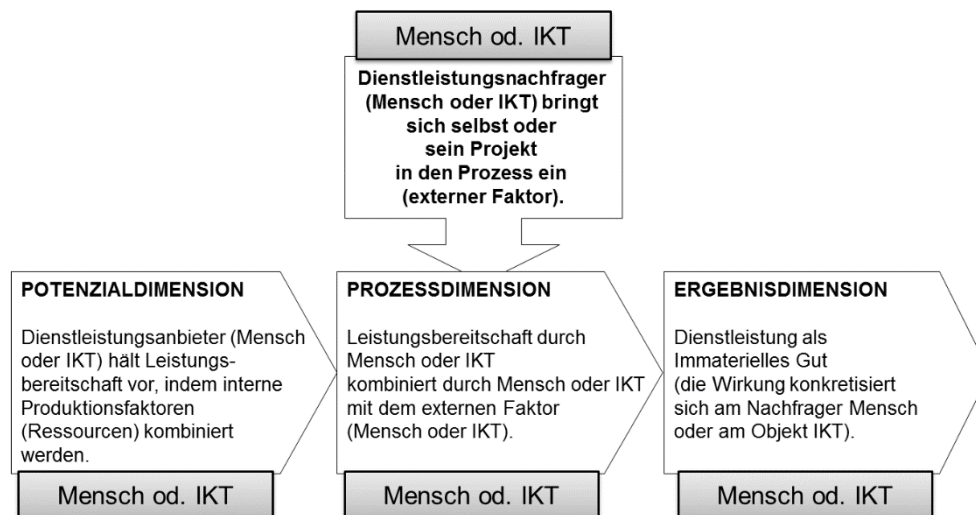 Mensch od. IKT
Dienstleistungsnachfrager
(Mensch oder IKT) bringt
sich selbst oder
sein Projekt
in den Prozess ein
(externer Faktor).
POTENZIALDIMENSION
Dienstleistungsanbieter (Mensch
oder IKT) hält Leistungs-
bereitschaft vor, indem interne
Produktionsfaktoren
(Ressourcen) kombiniert
werden.
Mensch od. IKT
PROZESSDIMENSION
Leistungsbereitschaft durch
Mensch oder IKT
kombiniert durch Mensch oder IKT
mit dem externen Faktor
(Mensch oder IKT).
Mensch od. IKT
ERGEBNISDIMENSION
Dienstleistung als
Immaterielles Gut
(die Wirkung konkretisiert
sich am Nachfrager Mensch
oder am Objekt IKT).
Mensch od. IKT